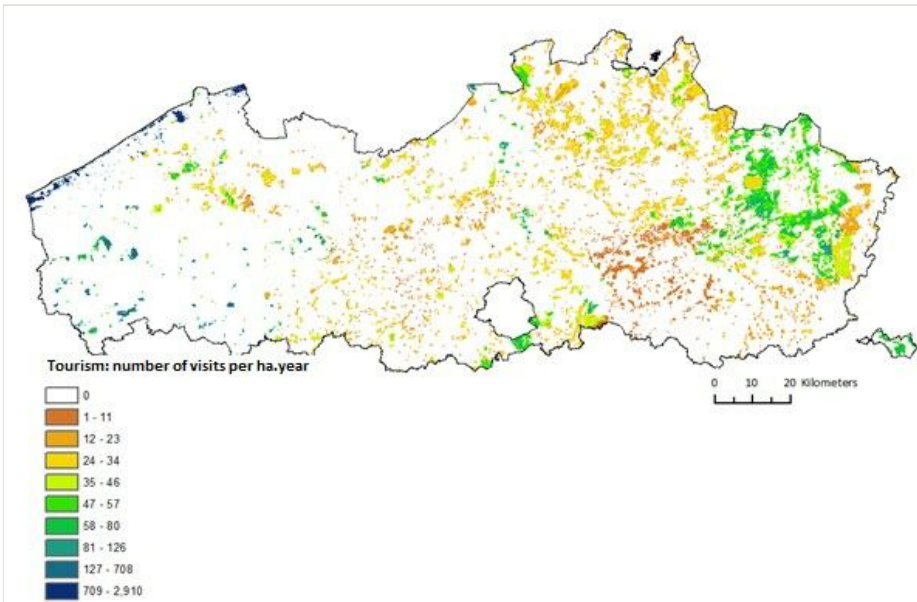 Tourism: number of visits per ha.year
0
1 - 11
12 - 23
24 - 34
35 - 46
47 - 57
58 - 80
81 - 126
127 - 708
709 - 2,910
0 10 20 Kilometers